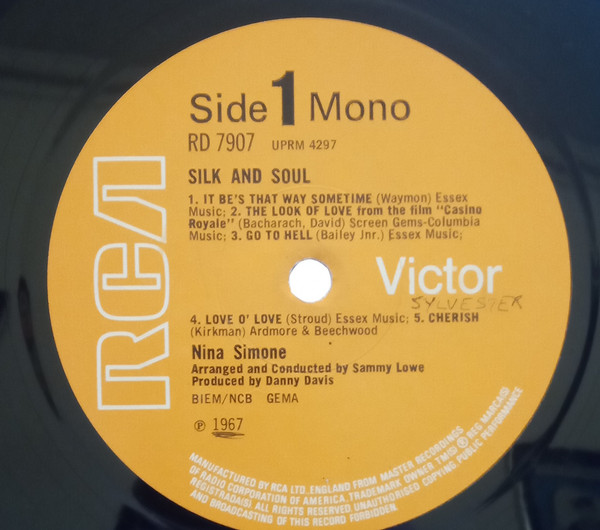 Side 1 Mono
RD 7907 UPRM 4297
SILK AND SOUL
1. IT BE'S THAT WAY SOMETIME (Waymon) Essex
Music; 2. THE LOOK OF LOVE from the film "Casino
Royale" (Bacharach, David) Screen Gems-Columbia
Music; 3. GO TO HELL (Bailey Jnr.) Essex Music;
RCA
Victor
SYLVESTER
4. LOVE O' LOVE (Stroud) Essex Music; 5. CHERISH
(Kirkman) Ardmore & Beechwood
Nina Simone
Arranged and Conducted by Sammy Lowe
Produced by Danny Davis
BIEM/NCB GEMA
℗ 1967
MANUFACTURED BY RCA LTD. ENGLAND FROM MASTER RECORDINGS
OF RADIO CORPORATION OF AMERICA. TRADEMARK OWNER TM(S) ® REG MARCA(S)
REGISTRADA(S) ALL RIGHTS RESERVED. UNAUTHORISED COPYING PUBLIC PERFORMANCE
AND BROADCASTING OF THIS RECORD FORBIDDEN.